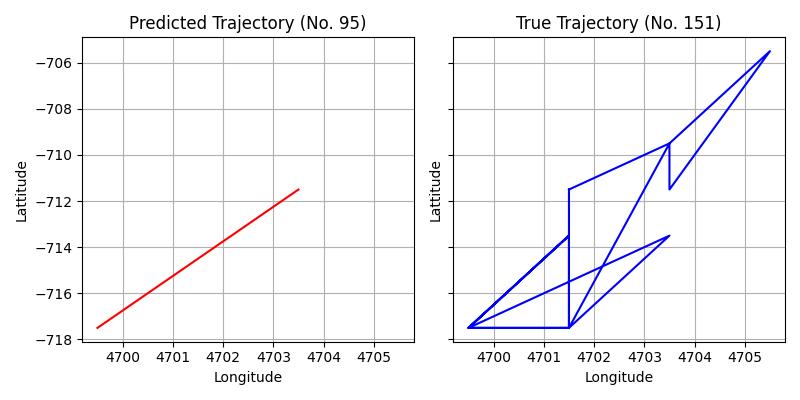 Predicted Trajectory (No. 95)
True Trajectory (No. 151)
Lattitude
−706
−708
−710
−712
−714
−716
−718
4700 4701 4702 4703 4704 4705
Longitude
Lattitude
4700 4701 4702 4703 4704 4705
Longitude